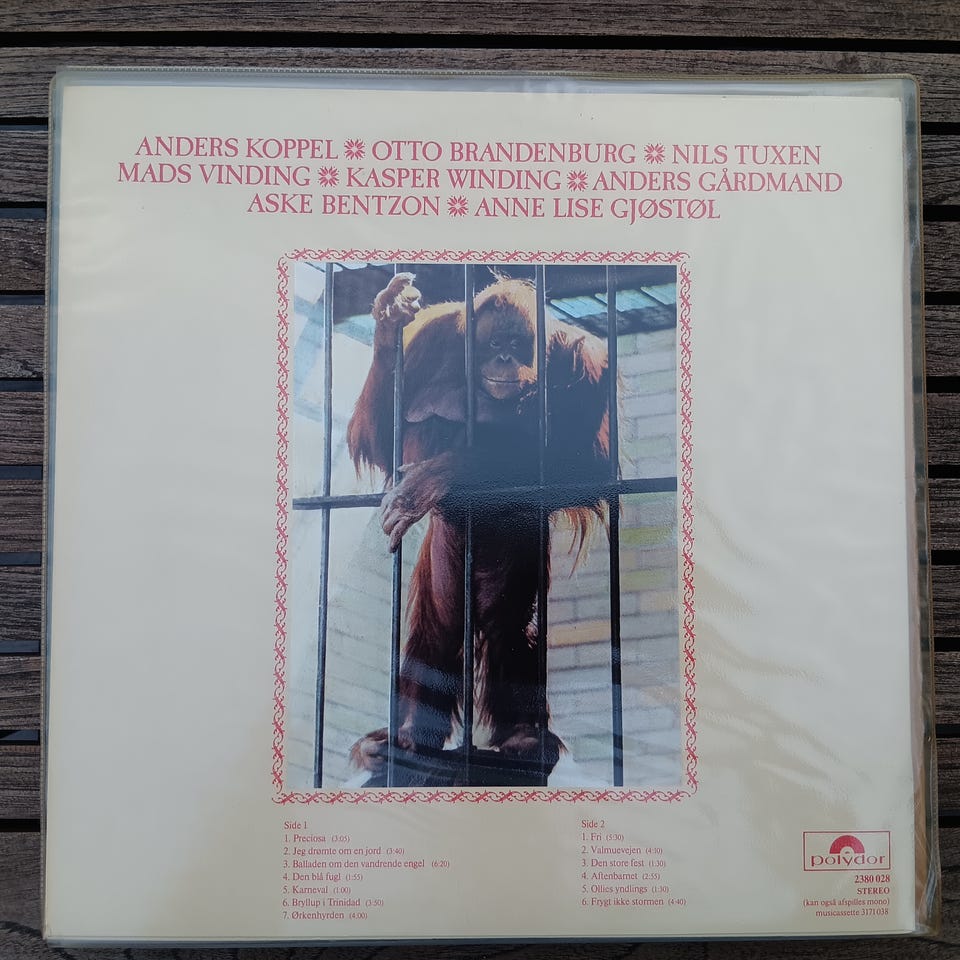 ANDERS KOPPEL ❋ OTTO BRANDENBURG ❋ NILS TUXEN
MADS VINDING ❋ KASPER WINDING ❋ ANDERS GÅRDMAND
ASKE BENTZON ❋ ANNE LISE GJØSTØL
Side 1
1. Preciosa (3:05)
2. Jeg drømte om en jord (3:40)
3. Balladen om den vandrende engel (6:20)
4. Den blå fugl (1:55)
5. Karneval (1:00)
6. Bryllup i Trinidad (3:50)
7. Ørkenhyrden (4:00)
Side 2
1. Fri (5:30)
2. Valmuevejen (4:10)
3. Den store fest (1:30)
4. Aftenbarnet (2:55)
5. Ollies yndlings (1:30)
6. Frygt ikke stormen (4:40)
polydor
2380 028
STEREO
(kan også afspilles mono)
musicassette 3171 038